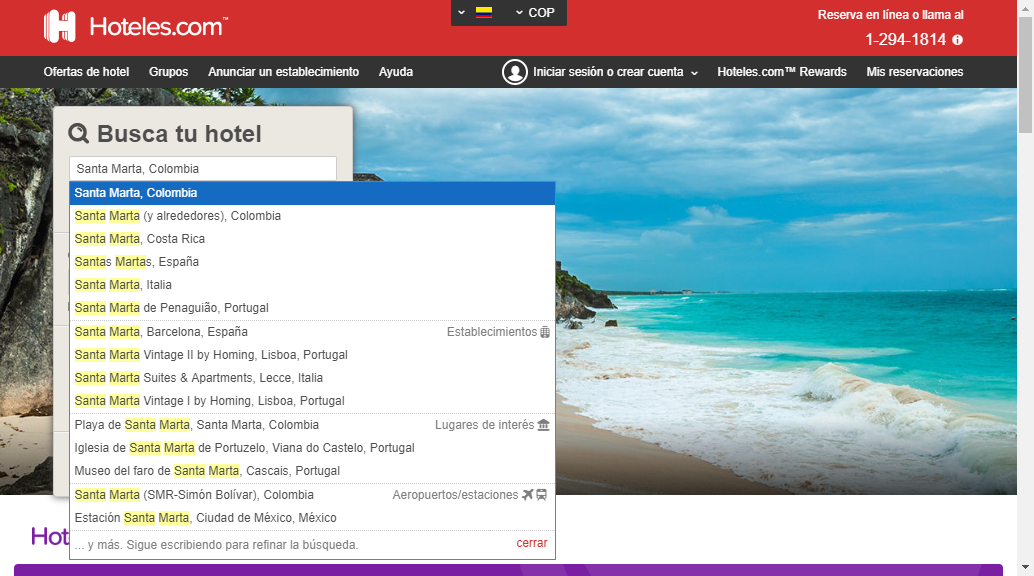 Hoteles.com™
COP
Reserva en línea o llama al
1-294-1814
Ofertas de hotel Grupos Anunciar un establecimiento Ayuda Iniciar sesión o crear cuenta Hoteles.com™ Rewards Mis reservaciones
Busca tu hotel
Santa Marta, Colombia
Santa Marta, Colombia
Santa Marta (y alrededores), Colombia
Santa Marta, Costa Rica
Santas Martas, España
Santa Marta, Italia
Santa Marta de Penaguião, Portugal
Santa Marta, Barcelona, España Establecimientos
Santa Marta Vintage II by Homing, Lisboa, Portugal
Santa Marta Suites & Apartments, Lecce, Italia
Santa Marta Vintage I by Homing, Lisboa, Portugal
Playa de Santa Marta, Santa Marta, Colombia Lugares de interés
Iglesia de Santa Marta de Portuzelo, Viana do Castelo, Portugal
Museo del faro de Santa Marta, Cascais, Portugal
Santa Marta (SMR-Simón Bolívar), Colombia Aeropuertos/estaciones
Estación Santa Marta, Ciudad de México, México
... y más. Sigue escribiendo para refinar la búsqueda. cerrar
Hot